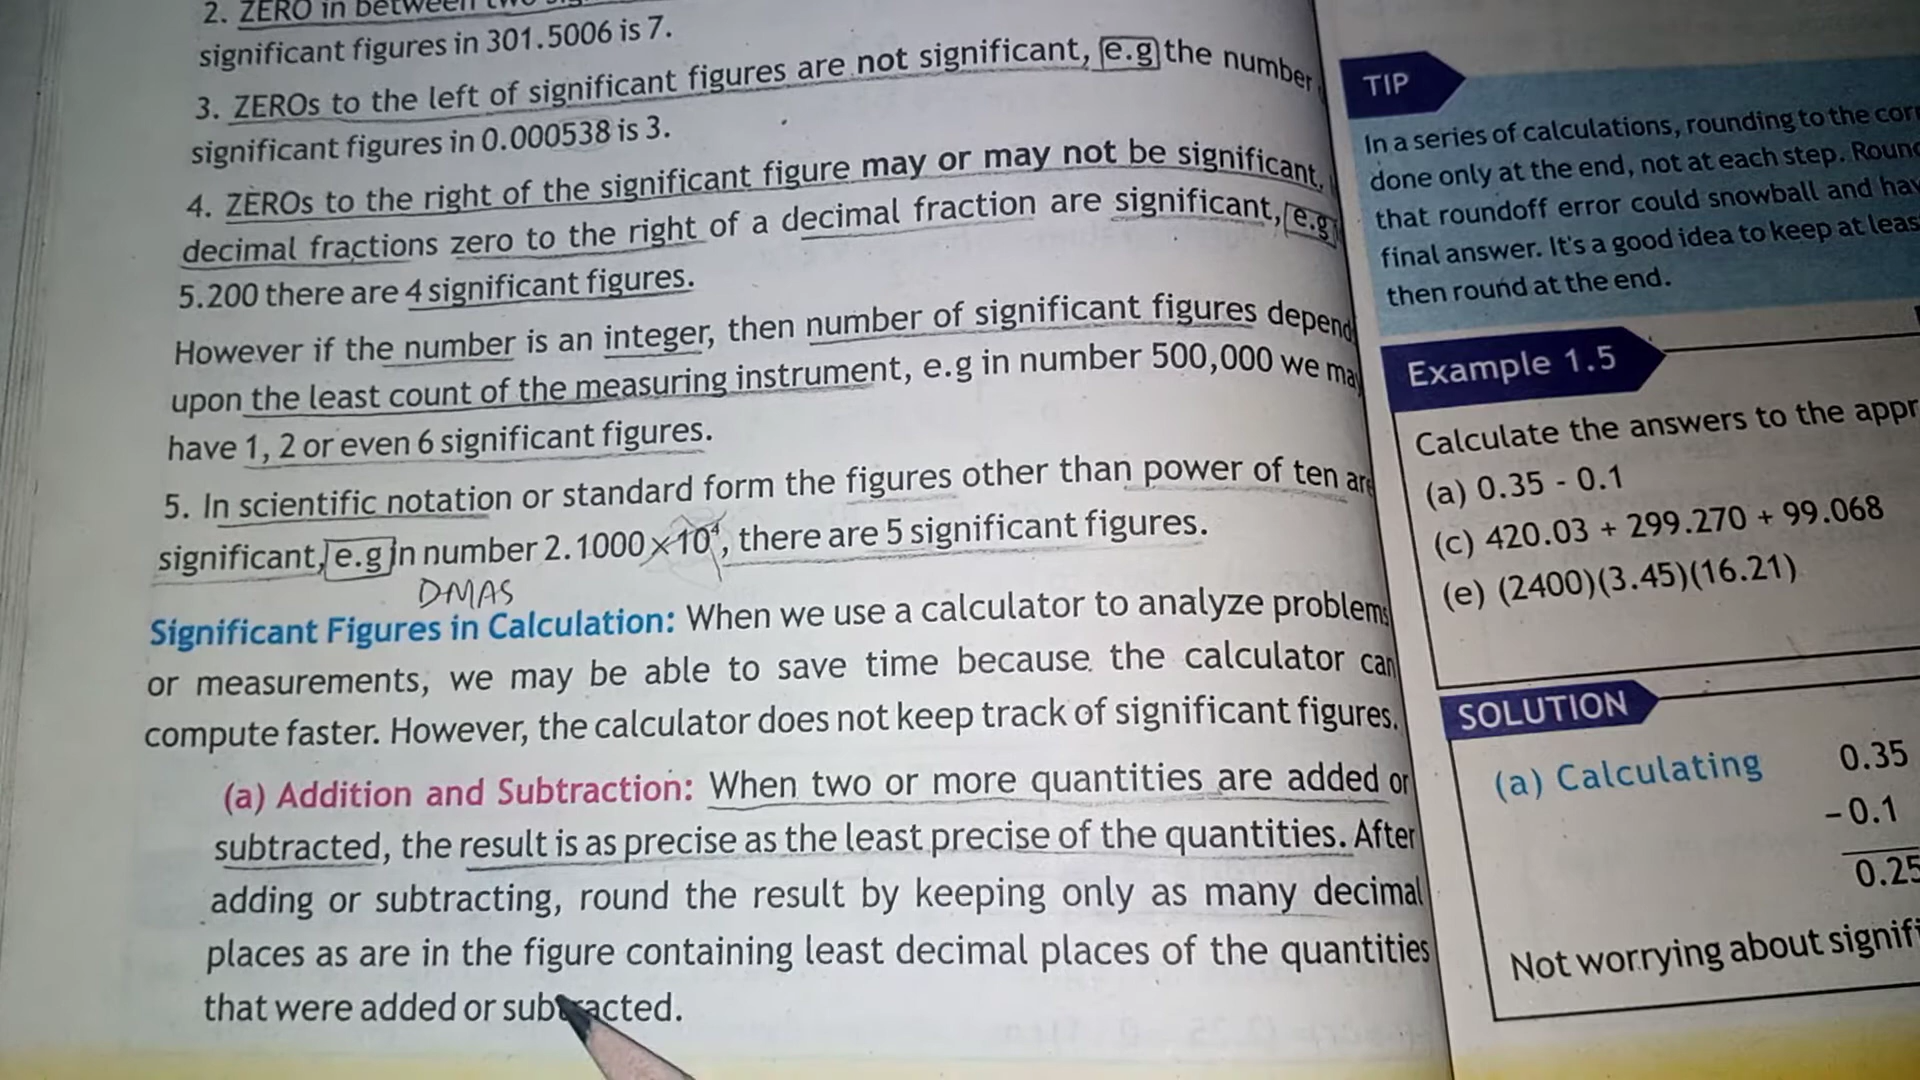 2. ZERO in between two
significant figures in 301.5006 is 7.
3. ZEROs to the left of significant figures are not significant, e.g the number
significant figures in 0.000538 is 3.
4. ZEROs to the right of the significant figure may or may not be significant.
decimal fractions zero to the right of a decimal fraction are significant, e.g
5.200 there are 4 significant figures.
However if the number is an integer, then number of significant figures depend
upon the least count of the measuring instrument, e.g in number 500,000 we may
have 1, 2 or even 6 significant figures.
5. In scientific notation or standard form the figures other than power of ten are
significant, e.g in number 2.1000×10⁴, there are 5 significant figures.
DMAS
Significant Figures in Calculation: When we use a calculator to analyze problems
or measurements, we may be able to save time because the calculator can
compute faster. However, the calculator does not keep track of significant figures.
(a) Addition and Subtraction: When two or more quantities are added or
subtracted, the result is as precise as the least precise of the quantities. After
adding or subtracting, round the result by keeping only as many decimal
places as are in the figure containing least decimal places of the quantities
that were added or subtracted.
TIP
In a series of calculations, rounding to the corr
done only at the end, not at each step. Round
that roundoff error could snowball and hav
final answer. It's a good idea to keep at leas
then round at the end.
Example 1.5
Calculate the answers to the appr
(a) 0.35 - 0.1
(c) 420.03 + 299.270 + 99.068
(e) (2400)(3.45)(16.21)
SOLUTION
(a) Calculating 0.35
- 0.1
0.25
Not worrying about signifi